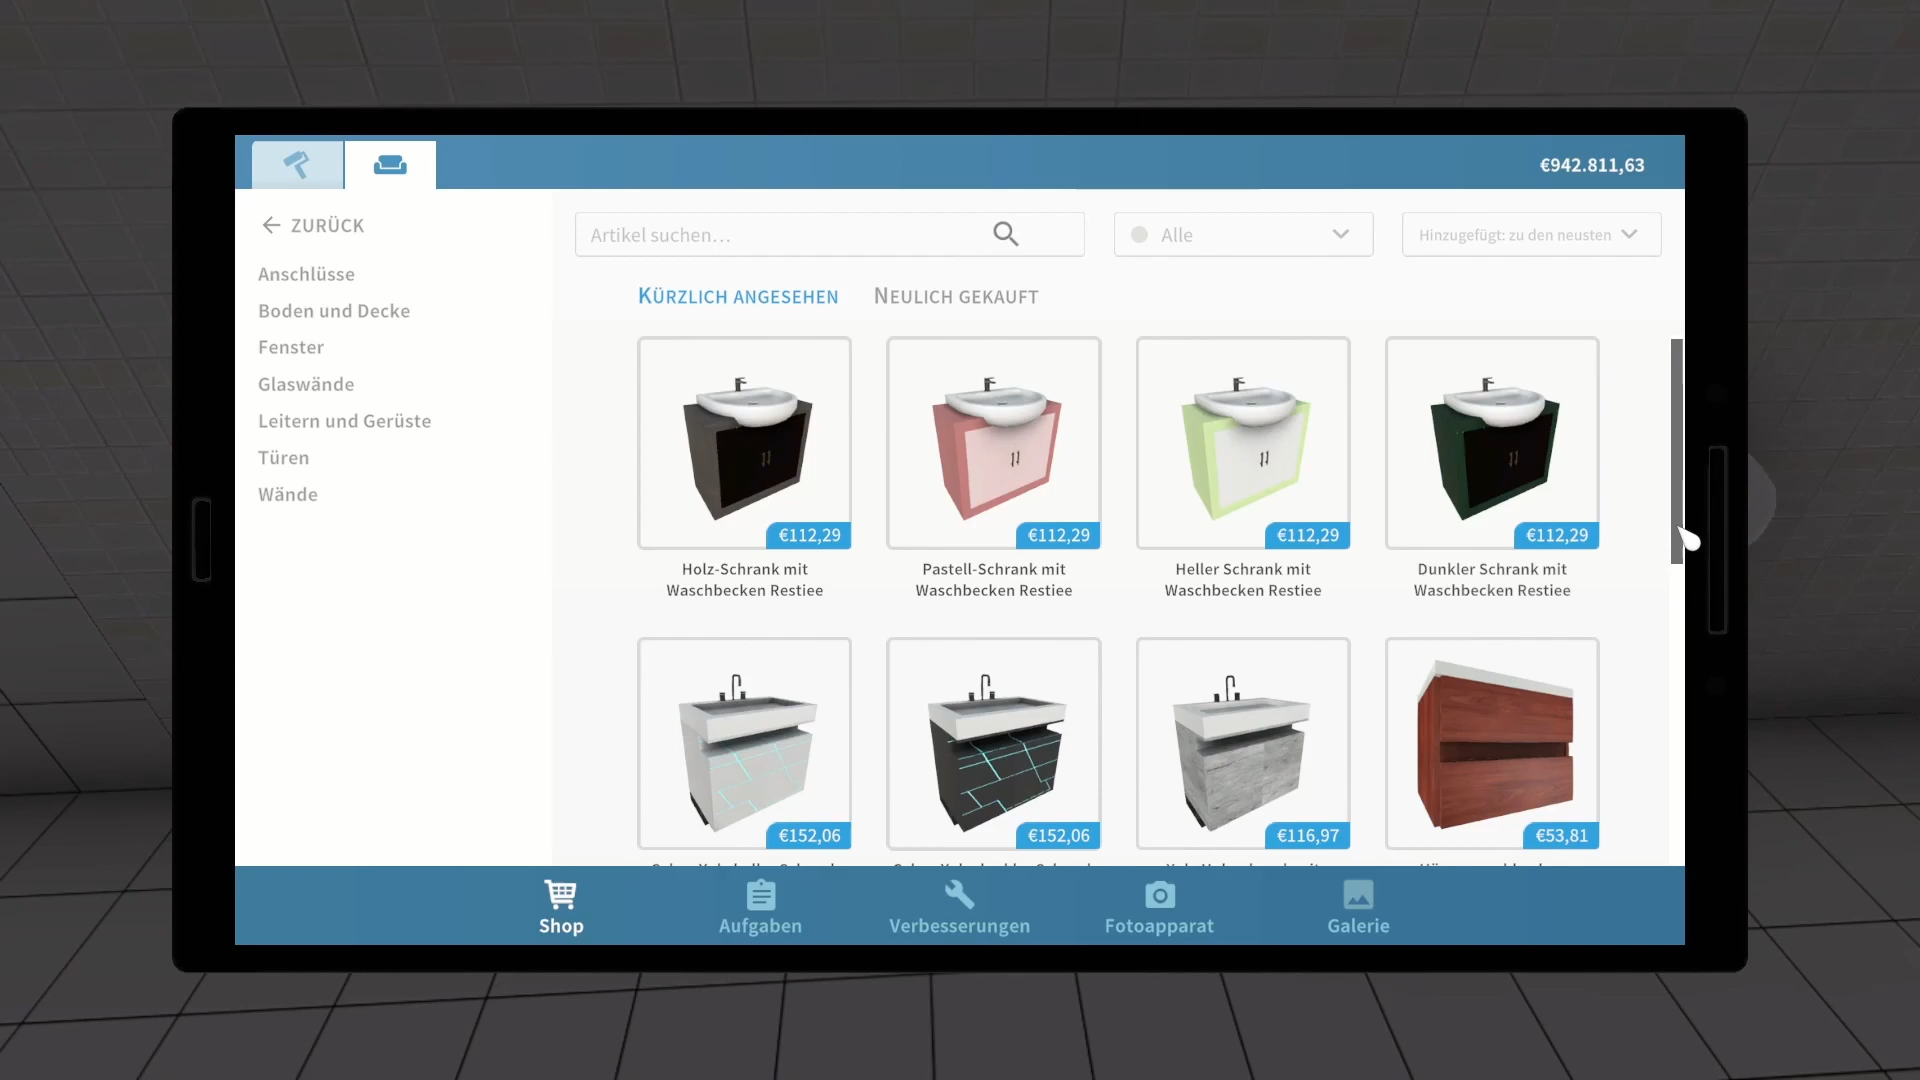 €942.811,63
ZURÜCK
Anschlüsse
Boden und Decke
Fenster
Glaswände
Leitern und Gerüste
Türen
Wände
Artikel suchen...
Alle
Hinzugefügt: zu den neusten
KÜRZLICH ANGESEHEN
NEULICH GEKAUFT
€112,29
€112,29
€112,29
€112,29
Holz-Schrank mit
Waschbecken Restiee
Pastell-Schrank mit
Waschbecken Restiee
Heller Schrank mit
Waschbecken Restiee
Dunkler Schrank mit
Waschbecken Restiee
€152,06
€152,06
€116,97
€53,81
Shop
Aufgaben
Verbesserungen
Fotoapparat
Galerie